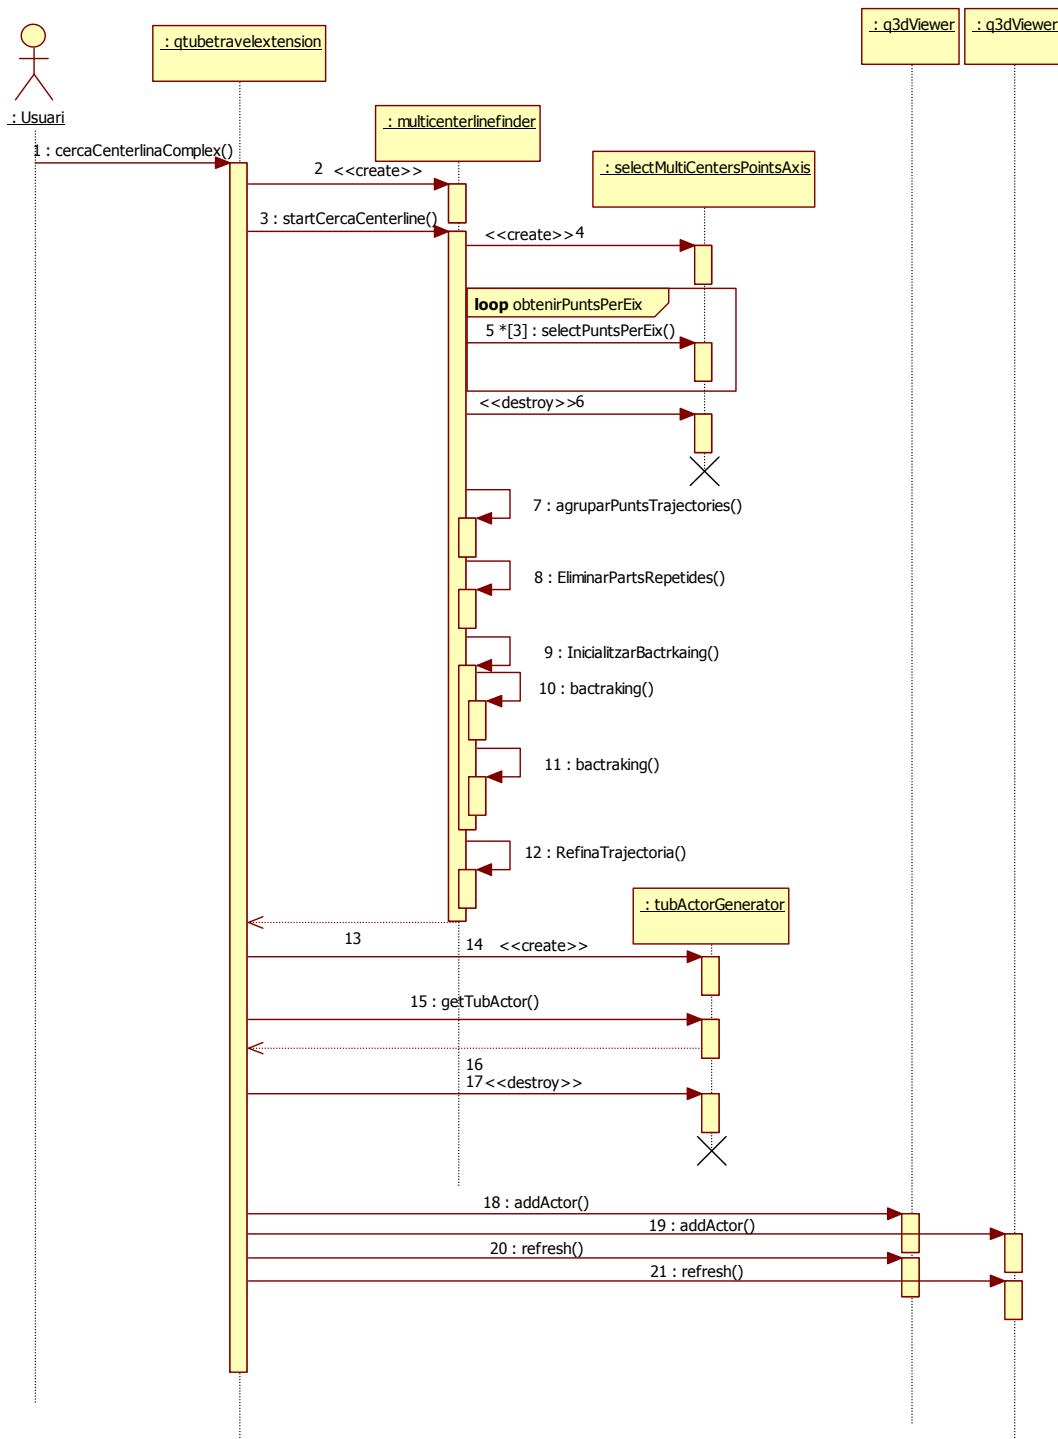 : q3dViewer
: q3dViewer
: qtubetravelextension
: Usuari
: multicenterlinefinder
1 : cercaCenterlinaComplex()
2 <<create>>
: selectMultiCentersPointsAxis
3 : startCercaCenterline()
<<create>>4
loop obtenirPuntsPerEix
5 *[3] : selectPuntsPerEix()
<<destroy>>6
7 : agruparPuntsTrajectories()
8 : EliminarPartsRepetides()
9 : InicialitzarBactrkaing()
10 : bactraking()
11 : bactraking()
12 : RefinaTrajectoria()
: tubActorGenerator
13
14 <<create>>
15 : getTubActor()
16
17 <<destroy>>
18 : addActor()
19 : addActor()
20 : refresh()
21 : refresh()